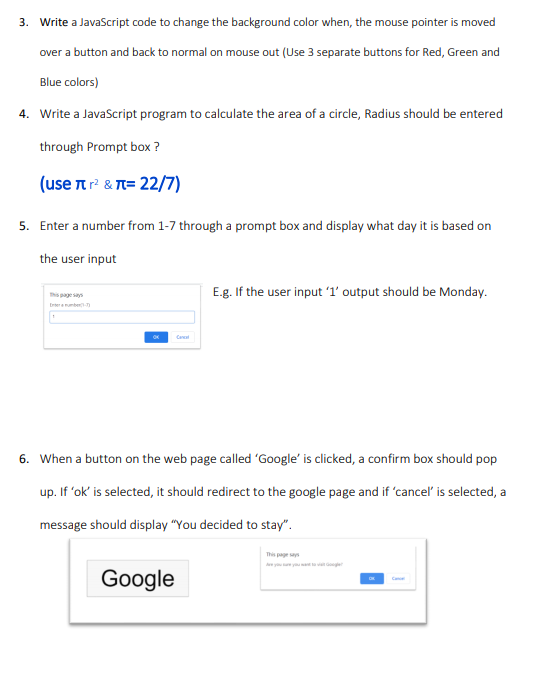 3. Write a JavaScript code to change the background color when, the mouse pointer is moved
over a button and back to normal on mouse out (Use 3 separate buttons for Red, Green and
Blue colors)
4. Write a JavaScript program to calculate the area of a circle, Radius should be entered
through Prompt box ?
(use π r² & π= 22/7)
5. Enter a number from 1-7 through a prompt box and display what day it is based on
the user input
E.g. If the user input ‘1’ output should be Monday.
This page says
Enter a number(1-7)
1
OK Cancel
6. When a button on the web page called ‘Google’ is clicked, a confirm box should pop
up. If ‘ok’ is selected, it should redirect to the google page and if ‘cancel’ is selected, a
message should display “You decided to stay”.
Google
This page says
Are you sure you want to visit Google?
OK Cancel